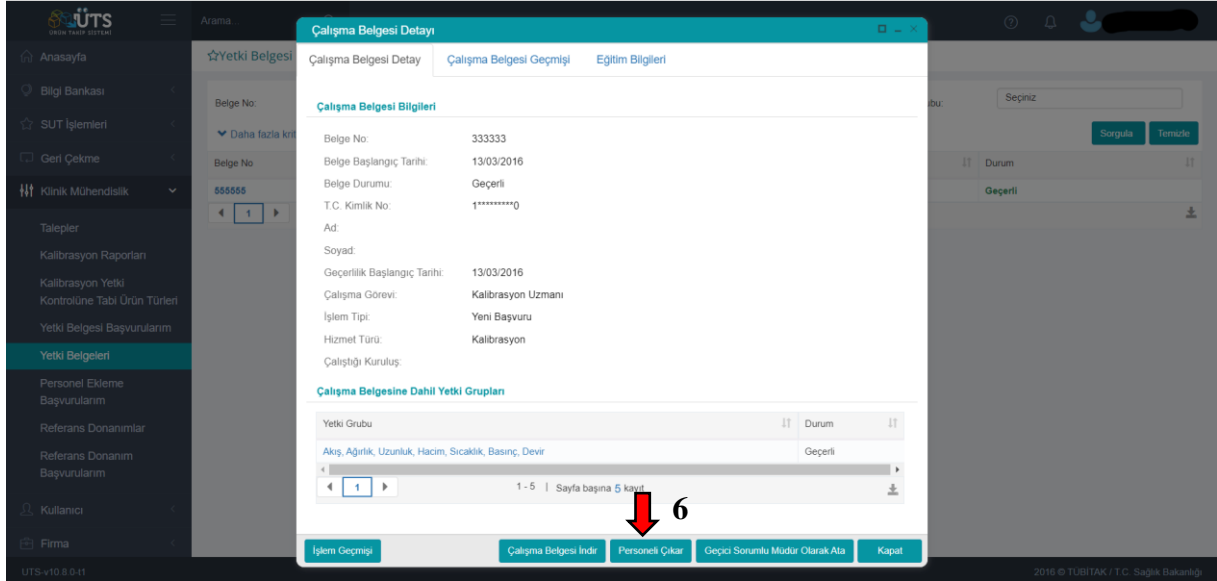 ÜTS
ÜRÜN TAKİP SİSTEMİ
Arama...
Anasayfa
Bilgi Bankası
SUT İşlemleri
Geri Çekme
Klinik Mühendislik
Talepler
Kalibrasyon Raporları
Kalibrasyon Yetki
Kontrolüne Tabi Ürün Türleri
Yetki Belgesi Başvurularım
Yetki Belgeleri
Personel Ekleme
Başvurularım
Referans Donanımlar
Referans Donanım
Başvurularım
Kullanıcı
Firma
UTS-v10.8.0-t1
Yetki Belgesi
Belge No:
Daha fazla krit
Belge No
555555
1
Çalışma Belgesi Detayı
Çalışma Belgesi Detay Çalışma Belgesi Geçmişi Eğitim Bilgileri
Çalışma Belgesi Bilgileri
Belge No: 333333
Belge Başlangıç Tarihi: 13/03/2016
Belge Durumu: Geçerli
T.C. Kimlik No: 1*********0
Ad:
Soyad:
Geçerlilik Başlangıç Tarihi: 13/03/2016
Çalışma Görevi: Kalibrasyon Uzmanı
İşlem Tipi: Yeni Başvuru
Hizmet Türü: Kalibrasyon
Çalıştığı Kuruluş:
Çalışma Belgesine Dahil Yetki Grupları
Yetki Grubu Durum
Akış, Ağırlık, Uzunluk, Hacim, Sıcaklık, Basınç, Devir Geçerli
1 1 - 5 | Sayfa başına 5 kayıt
6
İşlem Geçmişi Çalışma Belgesi İndir Personeli Çıkar Geçici Sorumlu Müdür Olarak Ata Kapat
ubu: Seçiniz
Sorgula Temizle
Durum
Geçerli
2016 © TÜBİTAK / T.C. Sağlık Bakanlığı